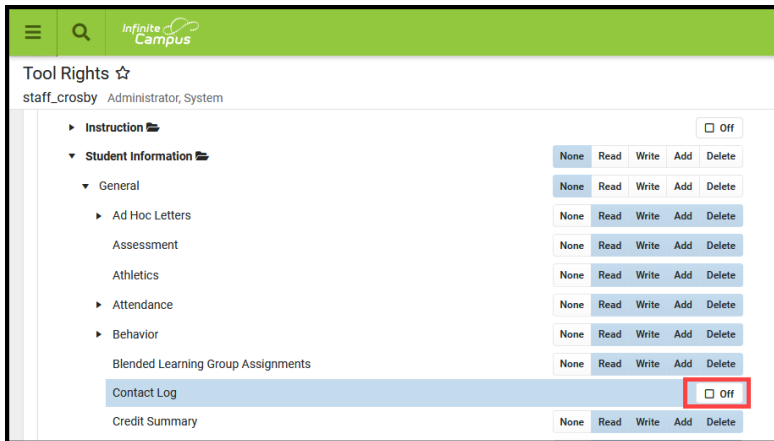 Infinite
Campus
Tool Rights
staff_crosby Administrator, System
Instruction Off
Student Information None Read Write Add Delete
General None Read Write Add Delete
Ad Hoc Letters None Read Write Add Delete
Assessment None Read Write Add Delete
Athletics None Read Write Add Delete
Attendance None Read Write Add Delete
Behavior None Read Write Add Delete
Blended Learning Group Assignments None Read Write Add Delete
Contact Log Off
Credit Summary None Read Write Add Delete